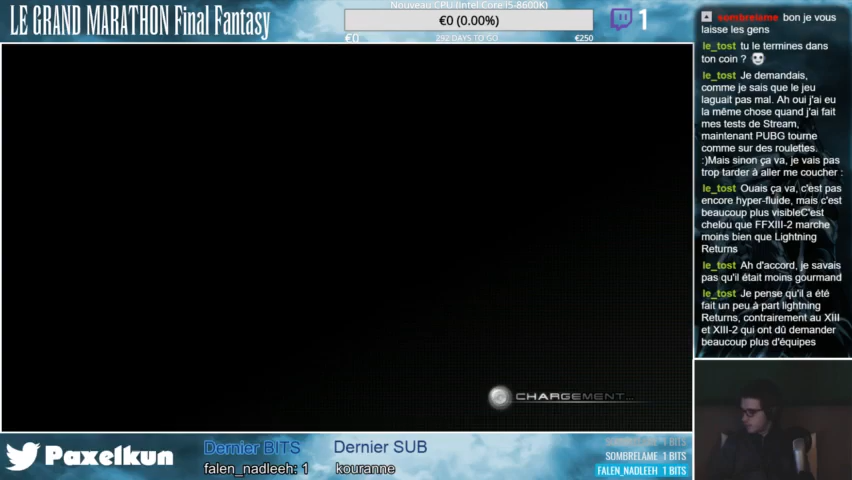 LE GRAND MARATHON Final Fantasy
Nouveau CPU (Intel Core i5-8600K)
€0 (0.00%)
€0
292 DAYS TO GO
€250
1
sombrelame bon je vous
laisse les gens
le_tost tu le termines dans
ton coin ?
le_tost Je demandais,
comme je sais que le jeu
laguait pas mal. Ah oui j'ai eu
la même chose quand j'ai fait
mes tests de Stream,
maintenant PUBG tourne
comme sur des roulettes.
:)Mais sinon ça va, je vais pas
trop tarder à aller me coucher :
le_tost Ouais ça va, c'est pas
encore hyper-fluide, mais c'est
beaucoup plus visibleC'est
chelou que FFXIII-2 marche
moins bien que Lightning
Returns
le_tost Ah d'accord, je savais
pas qu'il était moins gourmand
le_tost Je pense qu'il a été
fait un peu à part lightning
Returns, contrairement au XIII
et XIII-2 qui ont dû demander
beaucoup plus d'équipes
CHARGEMENT...
Paxelkun
Dernier BITS
falen_nadleeh: 1
Dernier SUB
kouranne
1 BITS
SOMBRELAME 1 BITS
FALEN_NADLEEH 1 BITS